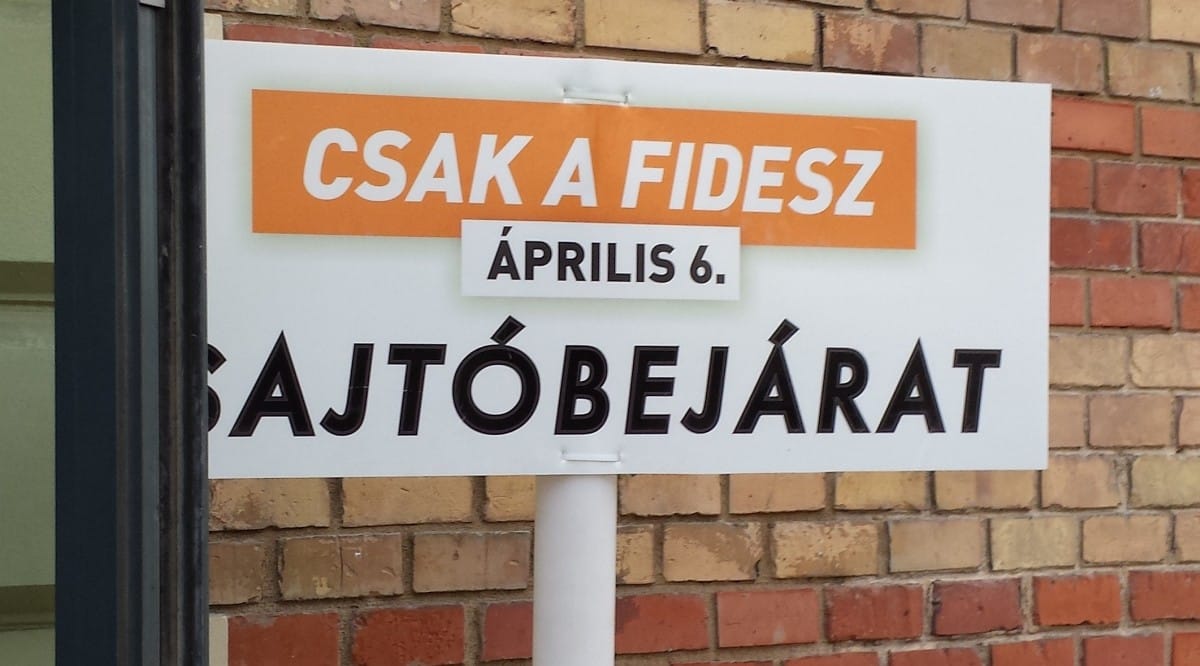 CSAK A FIDESZ
ÁPRILIS 6.
SAJTÓBEJÁRAT